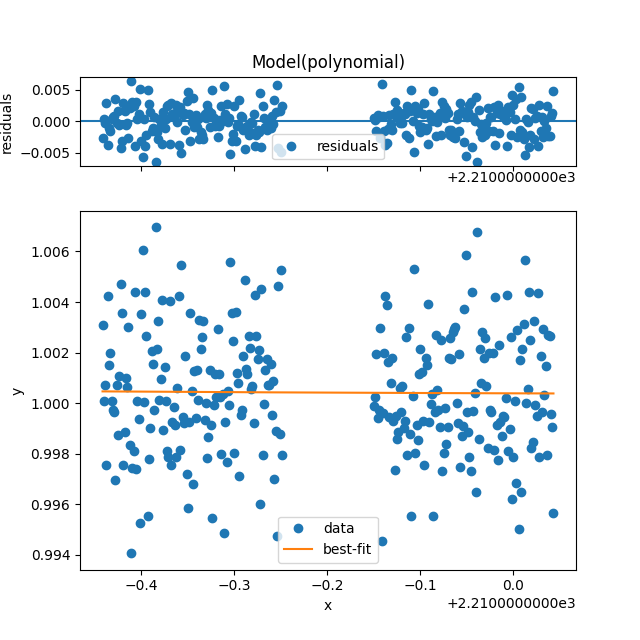 Model(polynomial)
residuals
0.005
0.000
−0.005
residuals
+2.2100000000e3
y
1.006
1.004
1.002
1.000
0.998
0.996
0.994
data
best-fit
−0.4 −0.3 −0.2 −0.1 0.0
x
+2.2100000000e3